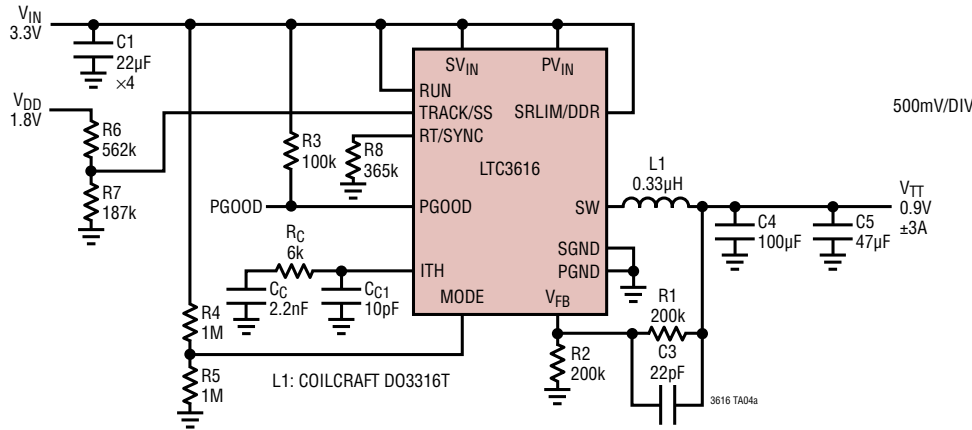 VIN
3.3V
C1
22µF
×4
VDD
1.8V
R6
562k
R7
187k
R3
100k
R8
365k
PGOOD
RC
6k
CC
2.2nF
CC1
10pF
R4
1M
R5
1M
L1: COILCRAFT DO3316T
SVIN
PVIN
RUN
TRACK/SS
SRLIM/DDR
RT/SYNC
LTC3616
PGOOD
SW
SGND
ITH
PGND
MODE
VFB
L1
0.33µH
VTT
0.9V
±3A
C4
100µF
C5
47µF
R1
200k
R2
200k
C3
22pF
3616 TA04a
500mV/DIV